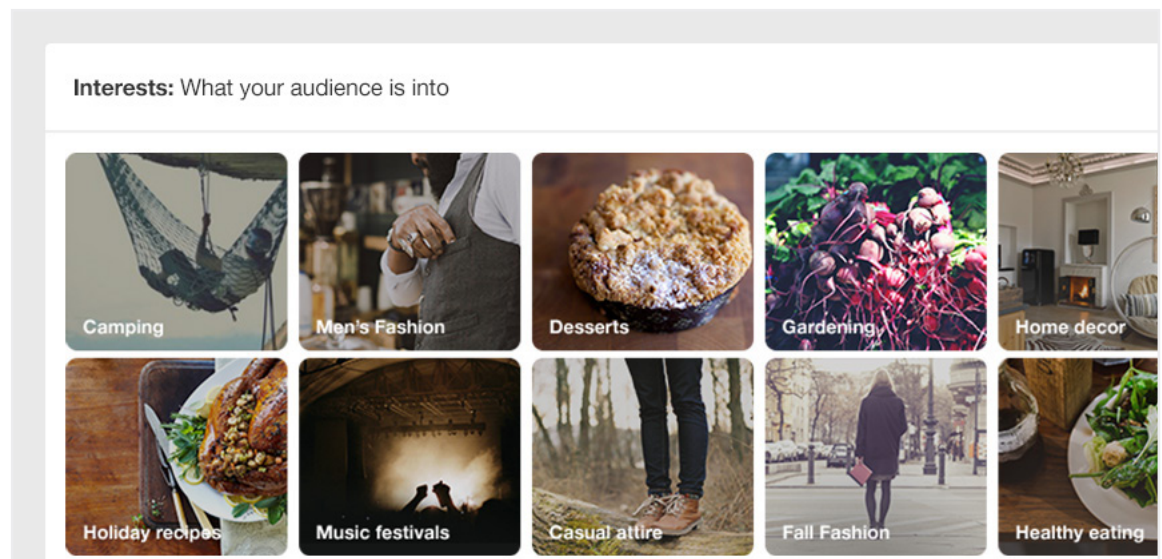 Interests: What your audience is into
Camping
Men's Fashion
Desserts
Gardening
Home decor
Holiday recipes
Music festivals
Casual attire
Fall Fashion
Healthy eating